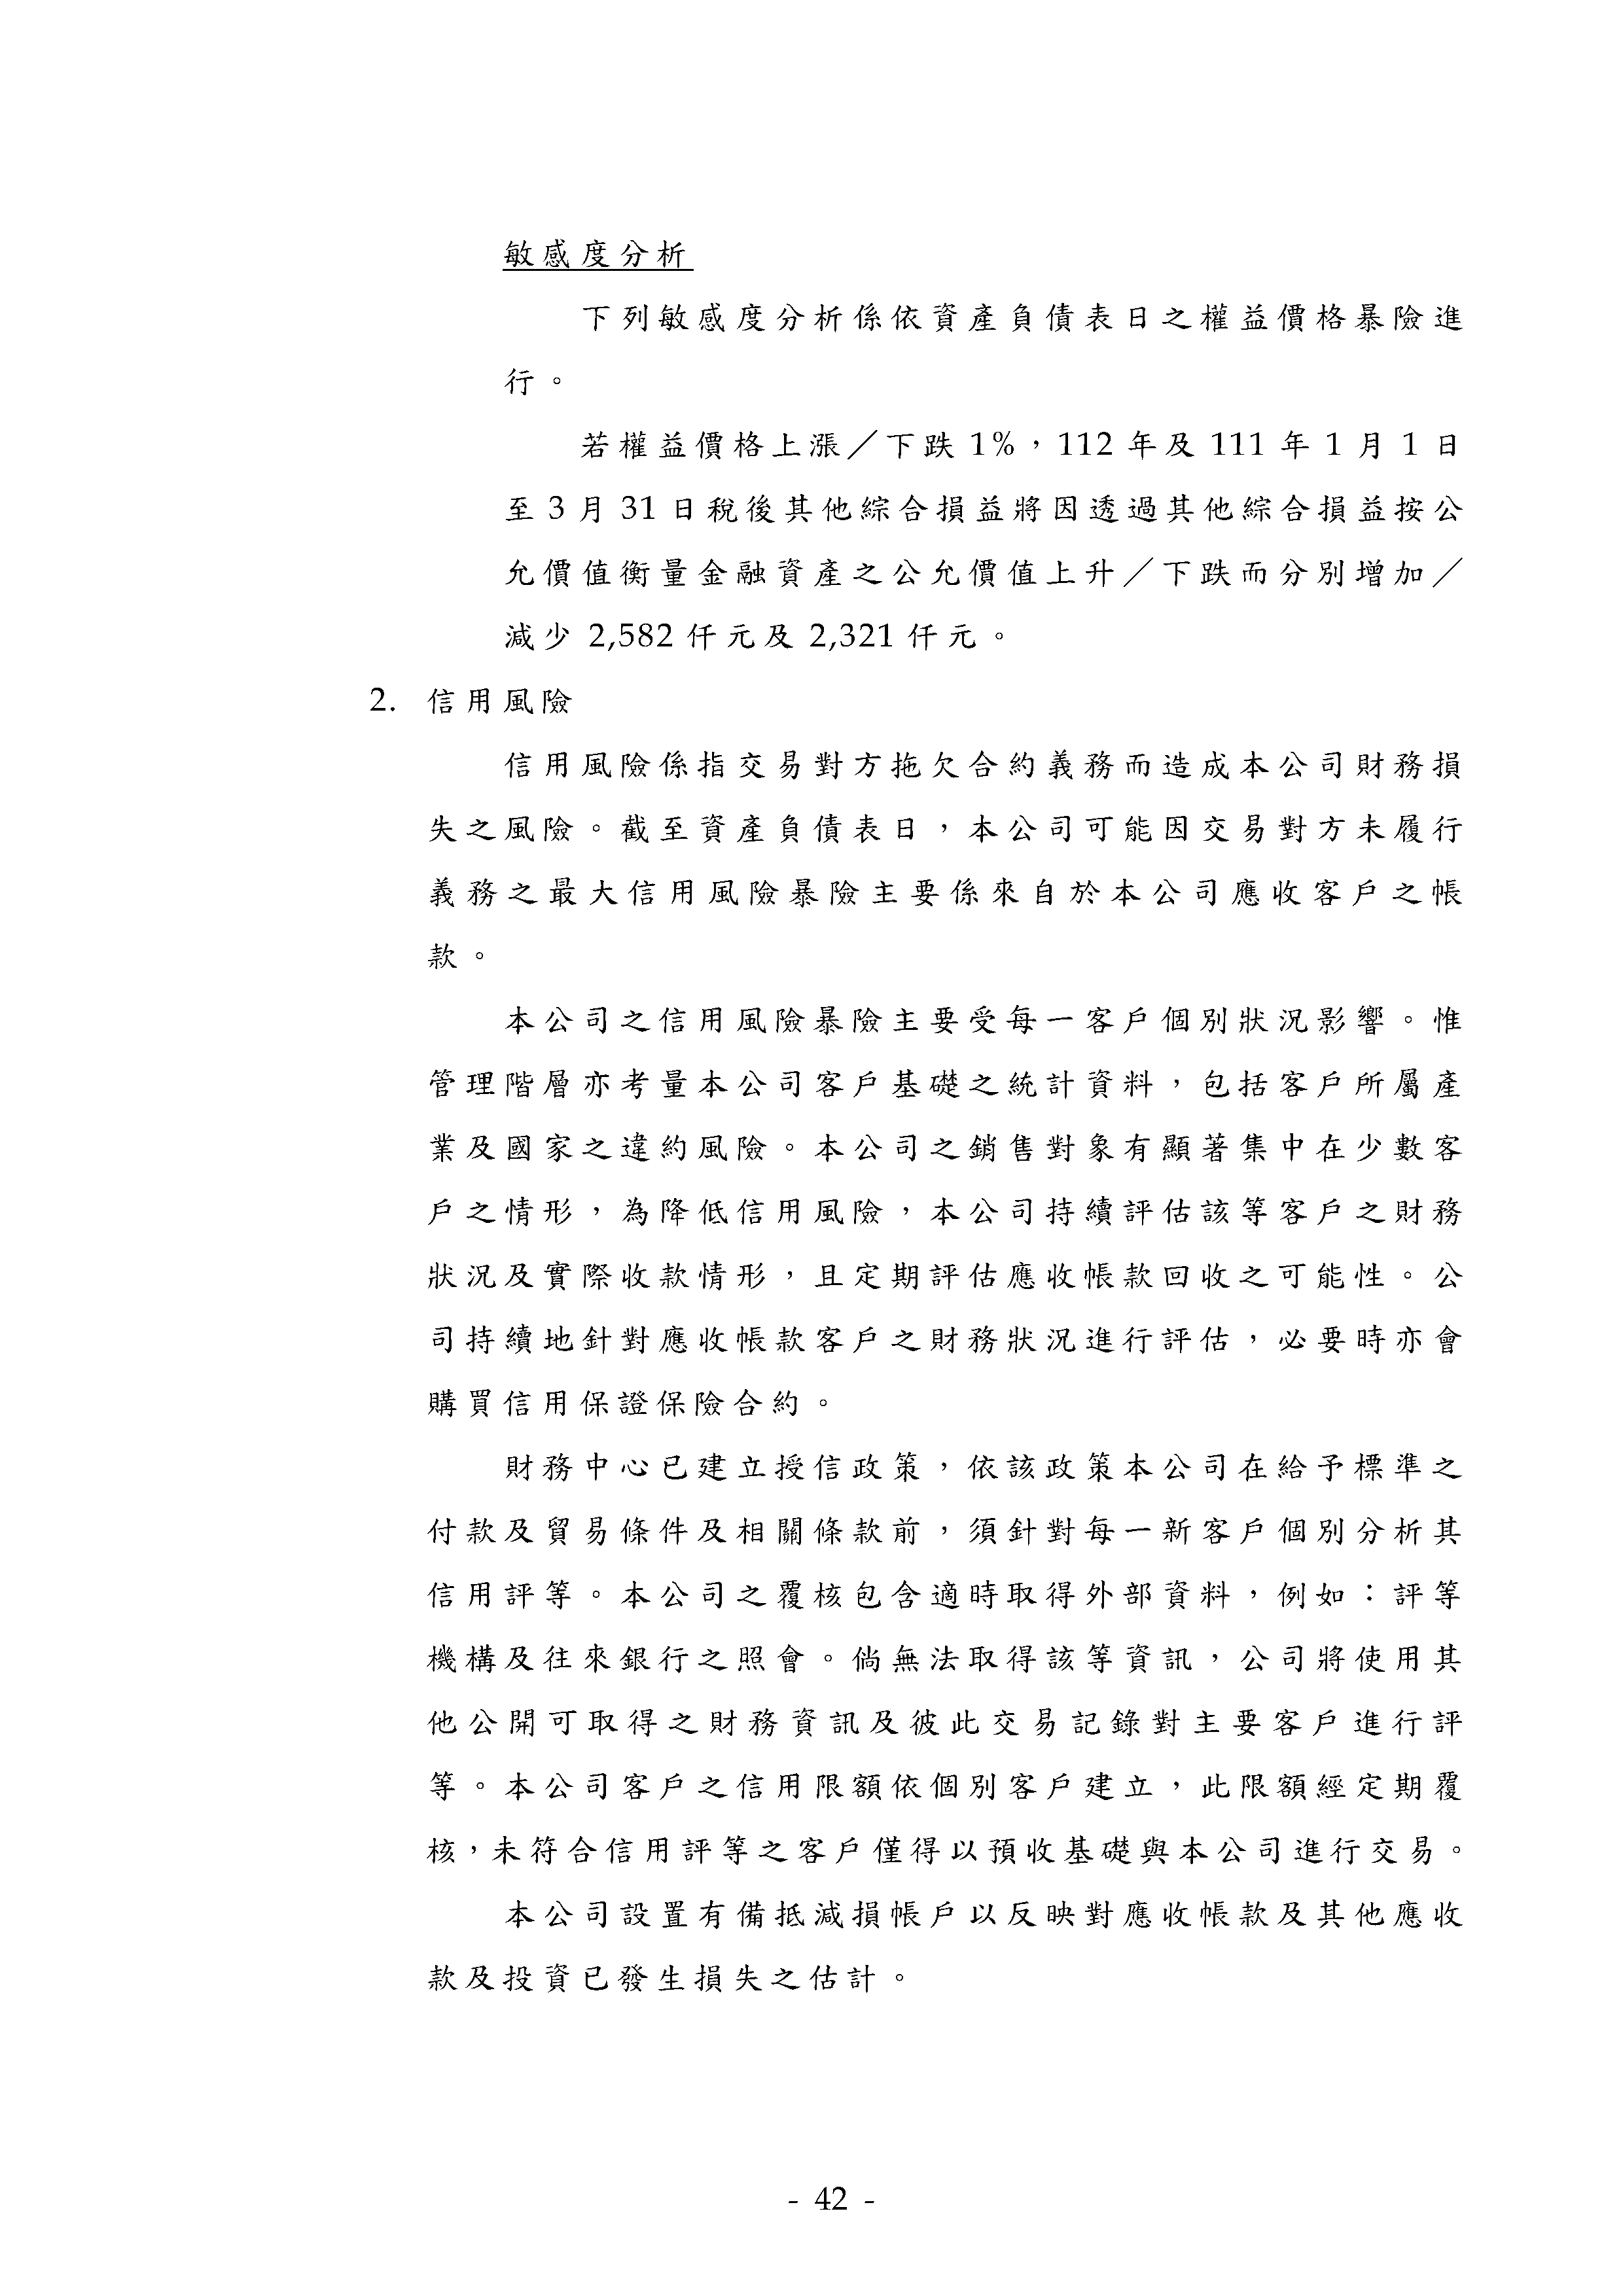 敏感度分析
下列敏感度分析係依資產負債表日之權益價格暴險進
行。
若權益價格上漲／下跌 1%，112 年及 111 年 1 月 1 日
至 3 月 31 日稅後其他綜合損益將因透過其他綜合損益按公
允價值衡量金融資產之公允價值上升／下跌而分別增加／
減少 2,582 仟元及 2,321 仟元。
2. 信用風險
信用風險係指交易對方拖欠合約義務而造成本公司財務損
失之風險。截至資產負債表日，本公司可能因交易對方未履行
義務之最大信用風險暴險主要係來自於本公司應收客戶之帳
款。
本公司之信用風險暴險主要受每一客戶個別狀況影響。惟
管理階層亦考量本公司客戶基礎之統計資料，包括客戶所屬產
業及國家之違約風險。本公司之銷售對象有顯著集中在少數客
戶之情形，為降低信用風險，本公司持續評估該等客戶之財務
狀況及實際收款情形，且定期評估應收帳款回收之可能性。公
司持續地針對應收帳款客戶之財務狀況進行評估，必要時亦會
購買信用保證保險合約。
財務中心已建立授信政策，依該政策本公司在給予標準之
付款及貿易條件及相關條款前，須針對每一新客戶個別分析其
信用評等。本公司之覆核包含適時取得外部資料，例如：評等
機構及往來銀行之照會。倘無法取得該等資訊，公司將使用其
他公開可取得之財務資訊及彼此交易記錄對主要客戶進行評
等。本公司客戶之信用限額依個別客戶建立，此限額經定期覆
核，未符合信用評等之客戶僅得以預收基礎與本公司進行交易。
本公司設置有備抵減損帳戶以反映對應收帳款及其他應收
款及投資已發生損失之估計。
- 42 -